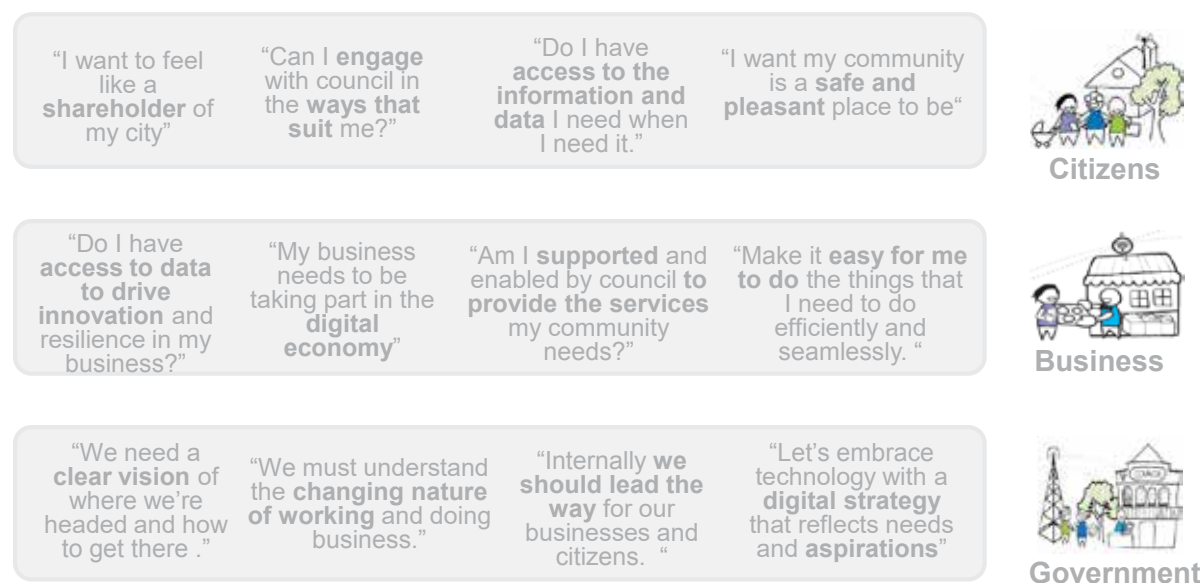 “I want to feel
like a
shareholder of
my city”
“Can I engage
with council in
the ways that
suit me?”
“Do I have
access to the
information and
data I need when
I need it.”
“I want my community
is a safe and
pleasant place to be“
Citizens
“Do I have
access to data
to drive
innovation and
resilience in my
business?”
“My business
needs to be
taking part in the
digital
economy”
“Am I supported and
enabled by council to
provide the services
my community
needs?”
“Make it easy for me
to do the things that
I need to do
efficiently and
seamlessly. “
Business
“We need a
clear vision of
where we’re
headed and how
to get there .”
“We must understand
the changing nature
of working and doing
business.”
“Internally we
should lead the
way for our
businesses and
citizens. “
“Let’s embrace
technology with a
digital strategy
that reflects needs
and aspirations”
Government